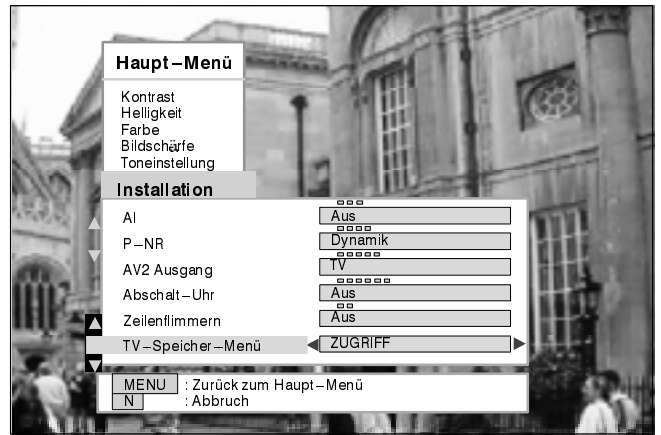 Haupt–Menü
Kontrast
Helligkeit
Farbe
Bildschärfe
Toneinstellung
Installation
AI Aus
P–NR Dynamik
AV2 Ausgang TV
Abschalt–Uhr Aus
Zeilenflimmern Aus
TV–Speicher–Menü ZUGRIFF
MENU : Zurück zum Haupt–Menü
N : Abbruch